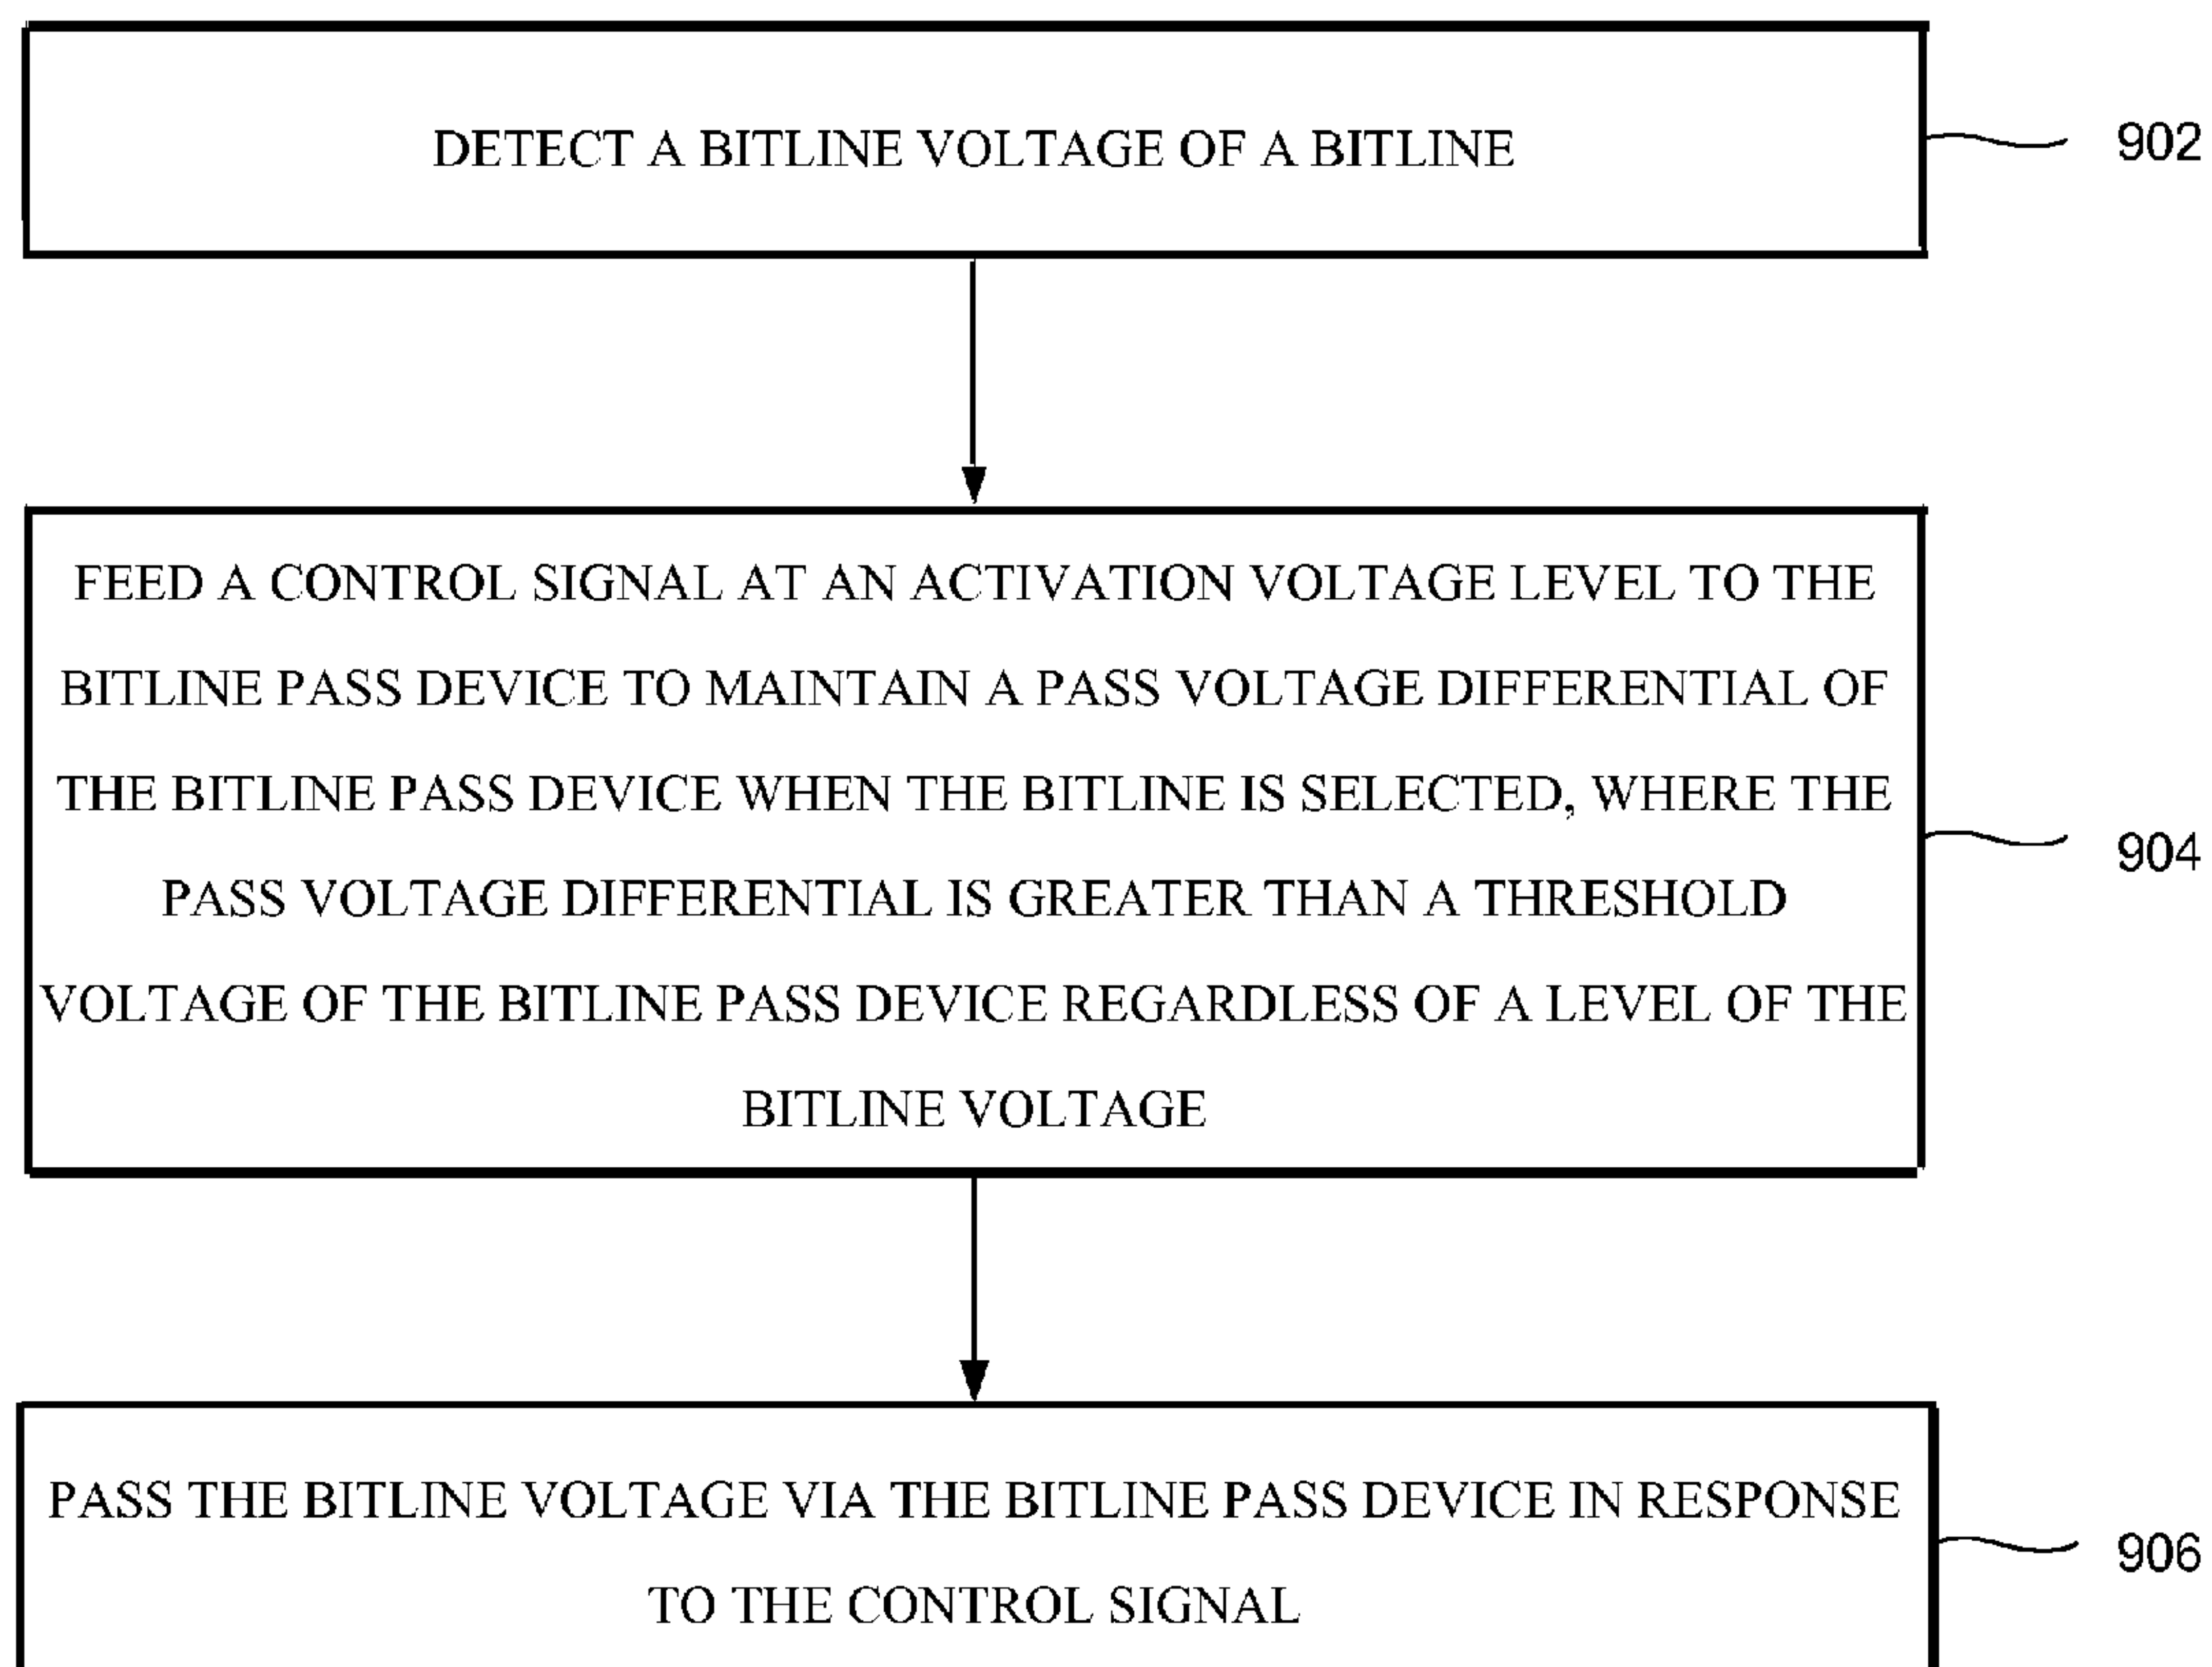 DETECT A BITLINE VOLTAGE OF A BITLINE
902
FEED A CONTROL SIGNAL AT AN ACTIVATION VOLTAGE LEVEL TO THE
BITLINE PASS DEVICE TO MAINTAIN A PASS VOLTAGE DIFFERENTIAL OF
THE BITLINE PASS DEVICE WHEN THE BITLINE IS SELECTED, WHERE THE
PASS VOLTAGE DIFFERENTIAL IS GREATER THAN A THRESHOLD
VOLTAGE OF THE BITLINE PASS DEVICE REGARDLESS OF A LEVEL OF THE
BITLINE VOLTAGE
904
PASS THE BITLINE VOLTAGE VIA THE BITLINE PASS DEVICE IN RESPONSE
TO THE CONTROL SIGNAL
906